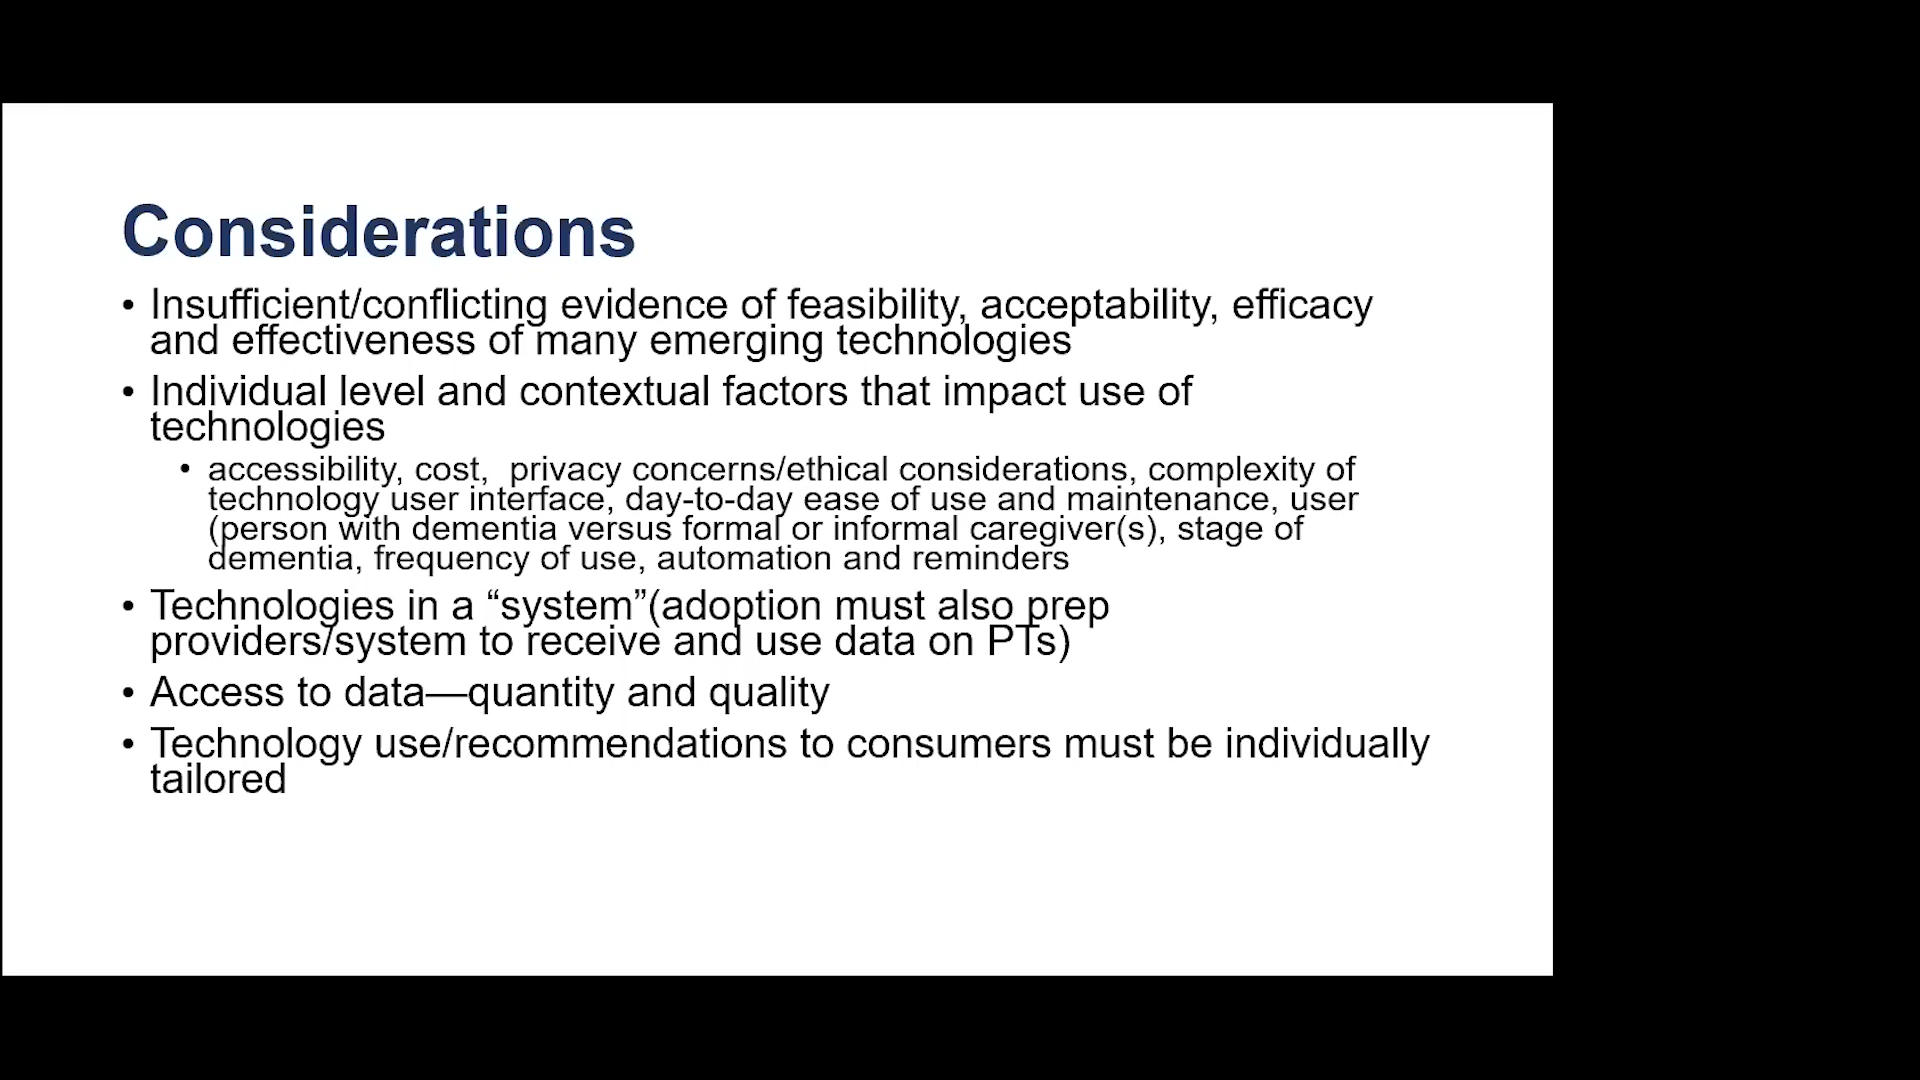 Considerations
• Insufficient/conflicting evidence of feasibility, acceptability, efficacy
and effectiveness of many emerging technologies
• Individual level and contextual factors that impact use of
technologies
• accessibility, cost,  privacy concerns/ethical considerations, complexity of
technology user interface, day-to-day ease of use and maintenance, user
(person with dementia versus formal or informal caregiver(s), stage of
dementia, frequency of use, automation and reminders
• Technologies in a “system”(adoption must also prep
providers/system to receive and use data on PTs)
• Access to data—quantity and quality
• Technology use/recommendations to consumers must be individually
tailored